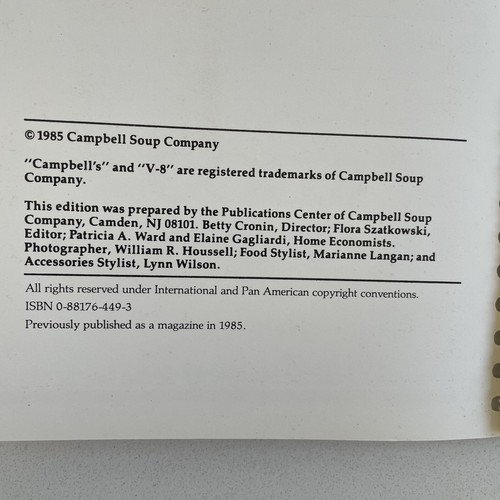 © 1985 Campbell Soup Company
"Campbell's" and "V-8" are registered trademarks of Campbell Soup
Company.
This edition was prepared by the Publications Center of Campbell Soup
Company, Camden, NJ 08101. Betty Cronin, Director; Flora Szatkowski,
Editor; Patricia A. Ward and Elaine Gagliardi, Home Economists.
Photographer, William R. Houssell; Food Stylist, Marianne Langan; and
Accessories Stylist, Lynn Wilson.
All rights reserved under International and Pan American copyright conventions.
ISBN 0-88176-449-3
Previously published as a magazine in 1985.